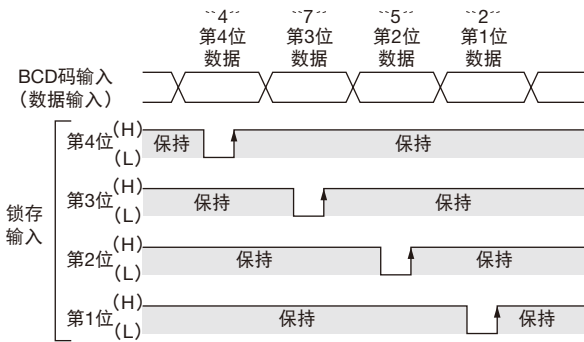 “4” “7” “5” “2”
第4位 第3位 第2位 第1位
数据 数据 数据 数据
BCD码输入
（数据输入）
锁存
输入
第4位 (H) 保持 保持
(L)
第3位 (H) 保持 保持
(L)
第2位 (H) 保持 保持
(L)
第1位 (H) 保持 保持
(L)